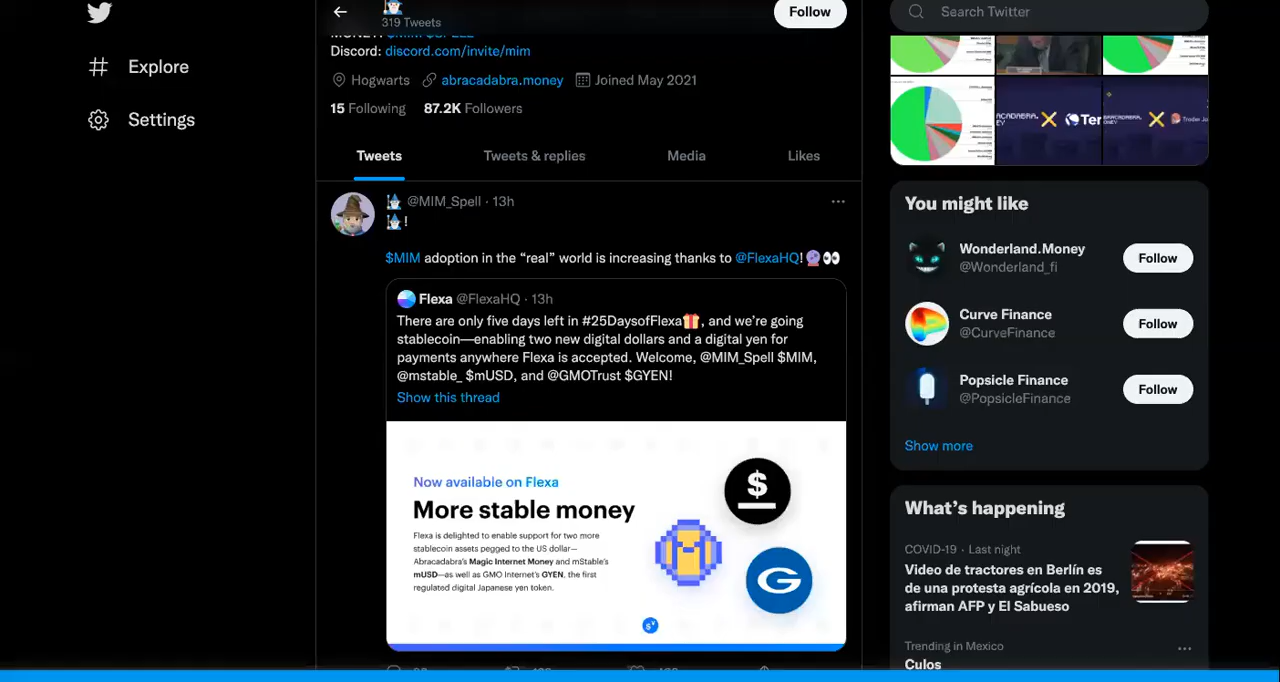 Explore
Settings
319 Tweets
Follow
Discord: discord.com/invite/mim
Hogwarts abracadabra.money Joined May 2021
15 Following 87.2K Followers
Tweets Tweets & replies Media Likes
@MIM_Spell · 13h
!
$MIM adoption in the “real” world is increasing thanks to @FlexaHQ!
Flexa @FlexaHQ · 13h
There are only five days left in #25DaysofFlexa, and we’re going
stablecoin—enabling two new digital dollars and a digital yen for
payments anywhere Flexa is accepted. Welcome, @MIM_Spell $MIM,
@mstable_ $mUSD, and @GMOTrust $GYEN!
Show this thread
Now available on Flexa
More stable money
Flexa is delighted to enable support for two more
stablecoin assets pegged to the US dollar—
Abracadabra’s Magic Internet Money and mStable’s
mUSD—as well as GMO Internet’s GYEN, the first
regulated digital Japanese yen token.
Search Twitter
You might like
Wonderland.Money
@Wonderland_fi
Follow
Curve Finance
@CurveFinance
Follow
Popsicle Finance
@PopsicleFinance
Follow
Show more
What’s happening
COVID-19 · Last night
Video de tractores en Berlín es
de una protesta agrícola en 2019,
afirman AFP y El Sabueso
Trending in Mexico
Culos